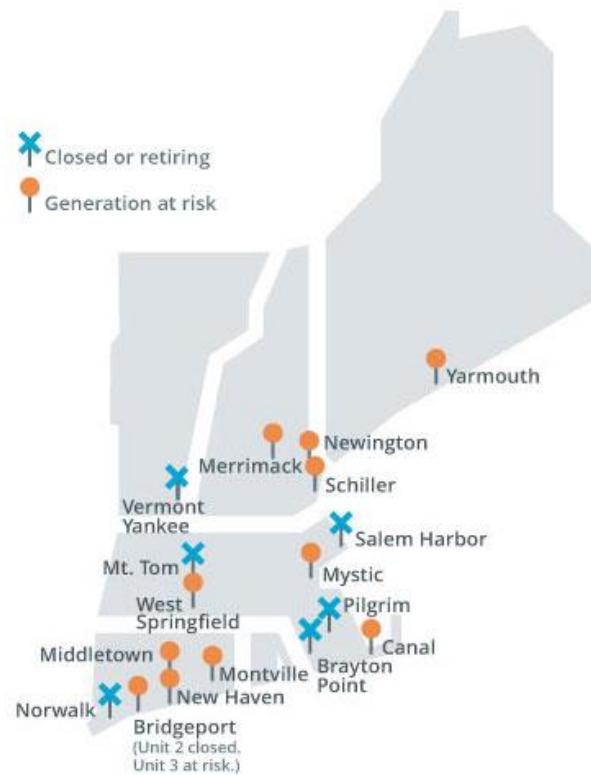 Closed or retiring
Generation at risk
Yarmouth
Newington
Merrimack
Schiller
Vermont
Yankee
Salem Harbor
Mt. Tom
Mystic
West
Springfield
Pilgrim
Canal
Middletown
Montville
Brayton
Point
New Haven
Norwalk
Bridgeport
(Unit 2 closed.
Unit 3 at risk.)